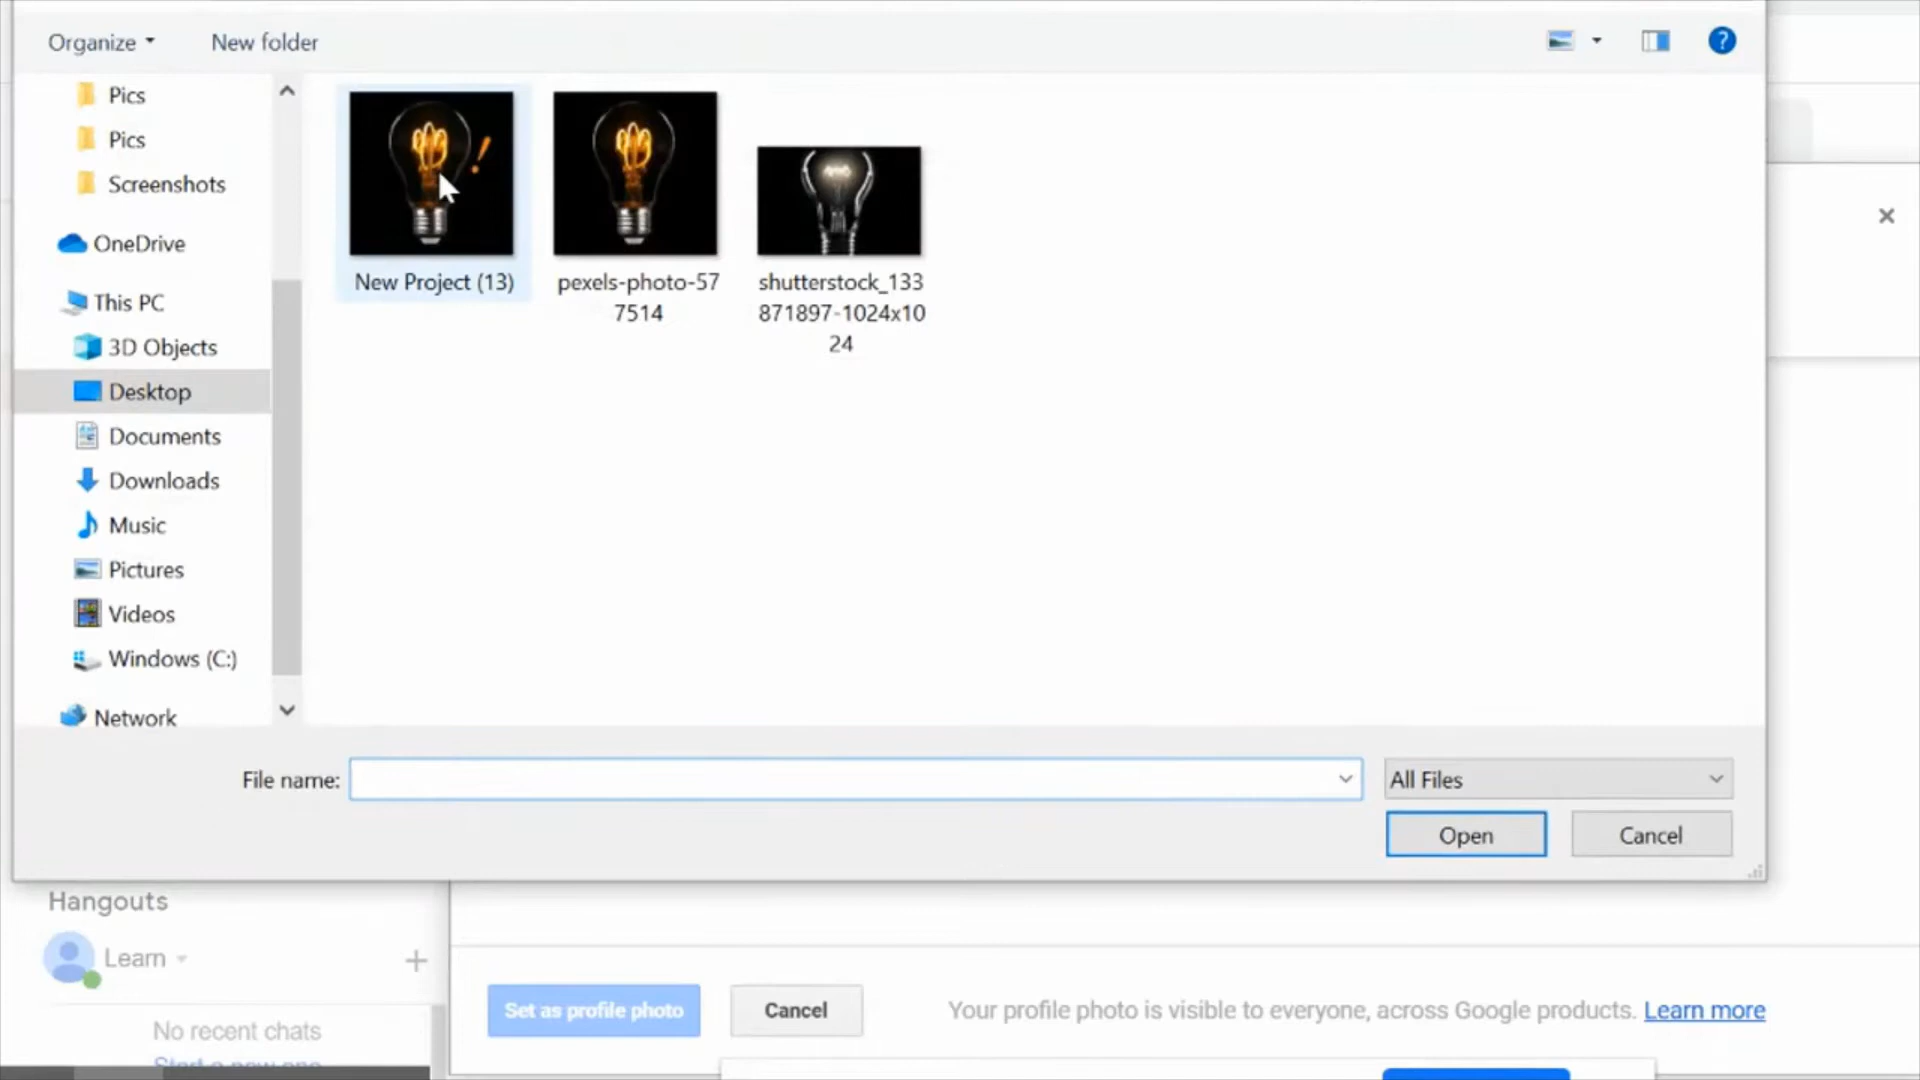 Organize
New folder
Pics
Pics
Screenshots
OneDrive
This PC
3D Objects
Desktop
Documents
Downloads
Music
Pictures
Videos
Windows (C:)
Network
New Project (13)
pexels-photo-57
7514
shutterstock_133
871897-1024x10
24
File name:
All Files
Open
Cancel
Hangouts
Learn
No recent chats
Start a new one
Set as profile photo
Cancel
Your profile photo is visible to everyone, across Google products. Learn more